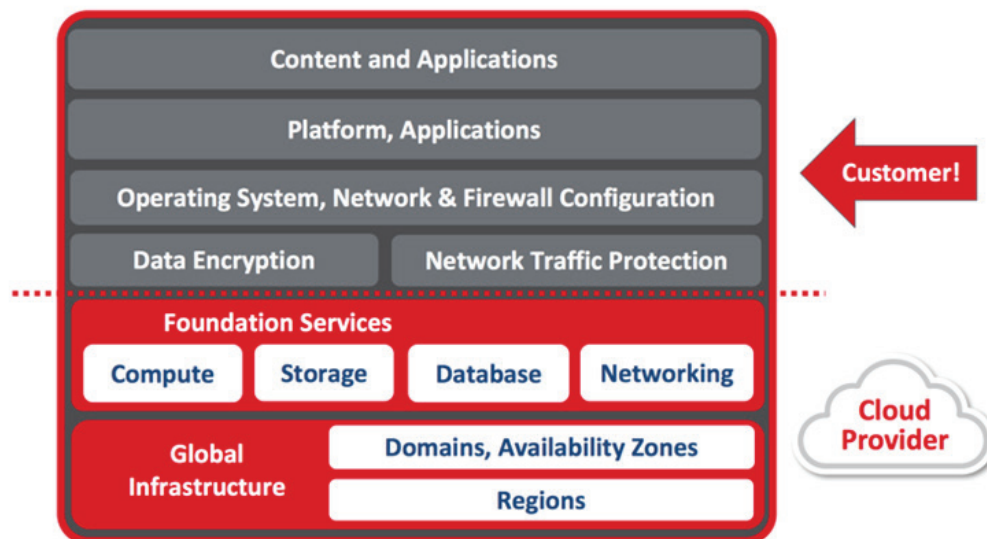 Content and Applications
Platform, Applications
Operating System, Network & Firewall Configuration
Customer!
Data Encryption
Network Traffic Protection
Foundation Services
Compute
Storage
Database
Networking
Global
Infrastructure
Domains, Availability Zones
Regions
Cloud
Provider